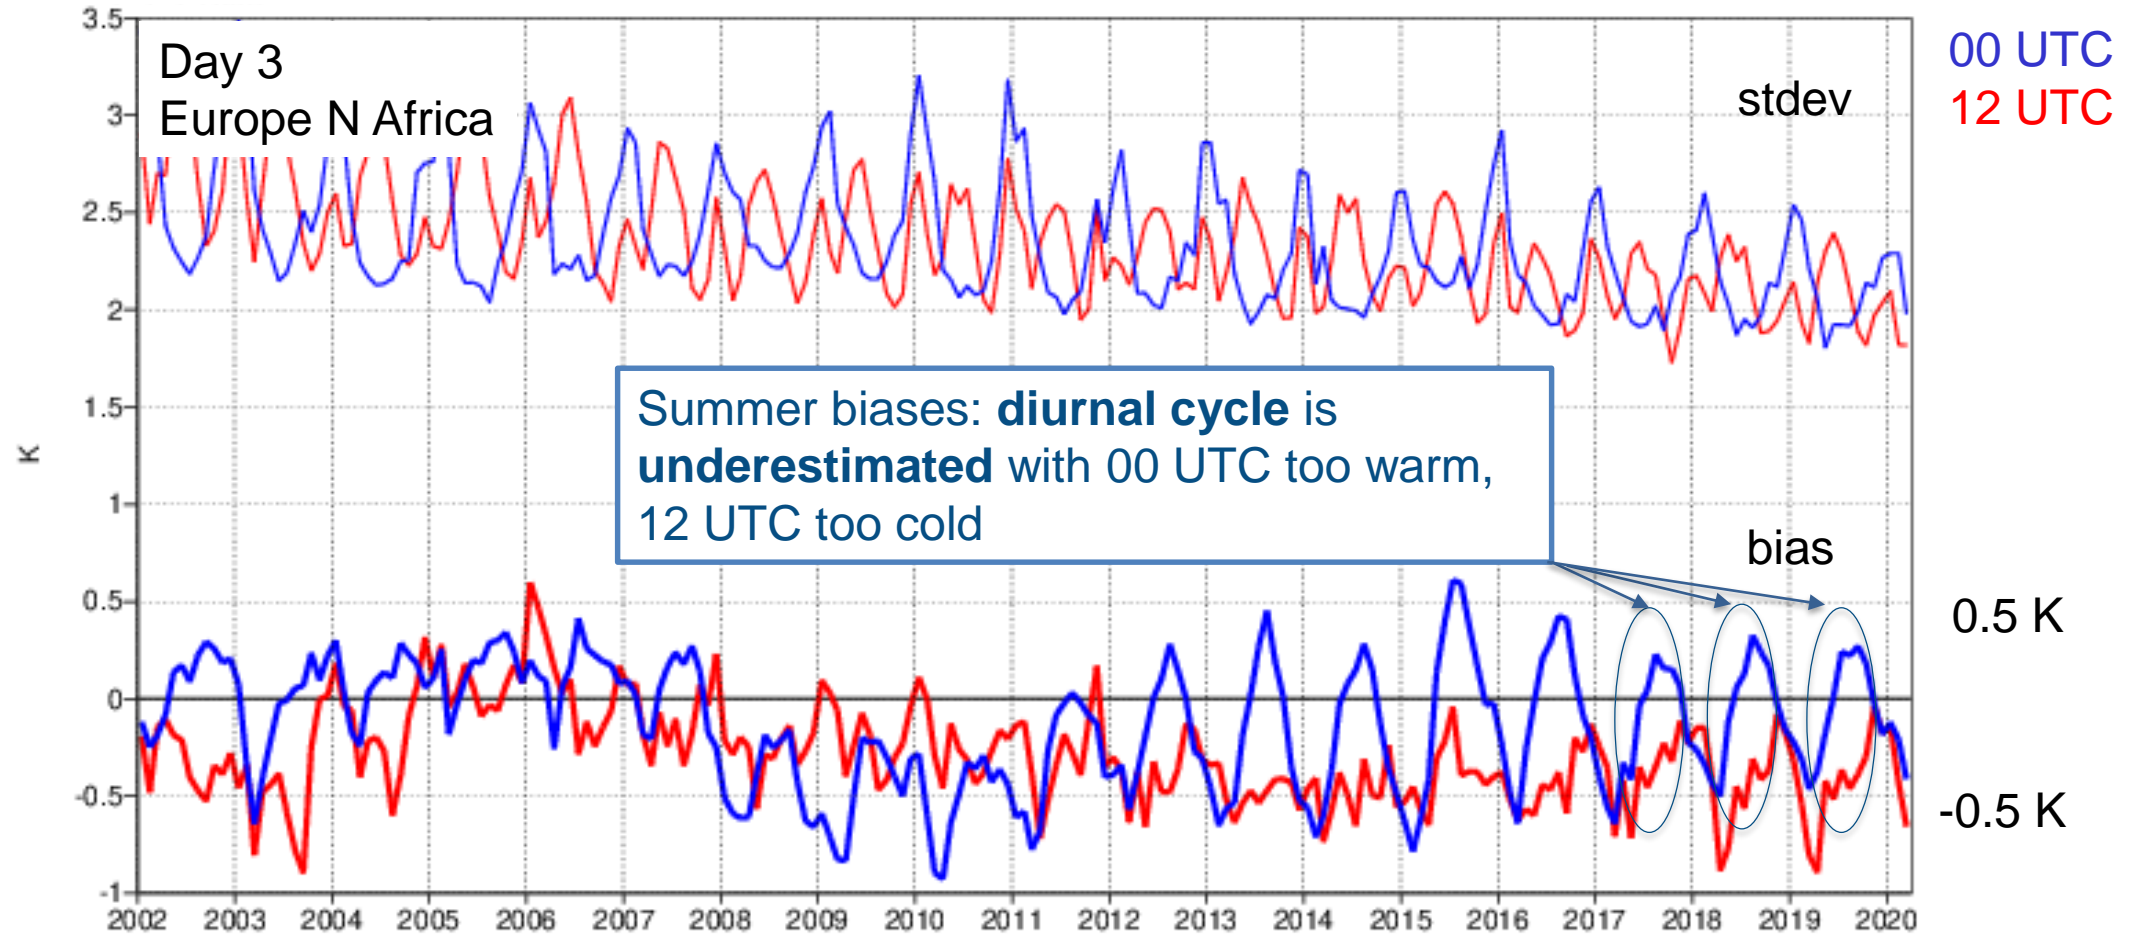 3.5
3
2.5
2
1.5
1
0.5
0
-0.5
-1
K
Day 3
Europe N Africa
stdev
00 UTC
12 UTC
Summer biases: diurnal cycle is
underestimated with 00 UTC too warm,
12 UTC too cold
bias
0.5 K
-0.5 K
2002 2003 2004 2005 2006 2007 2008 2009 2010 2011 2012 2013 2014 2015 2016 2017 2018 2019 2020